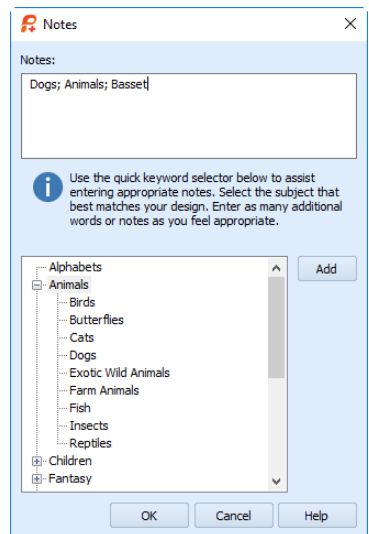 Notes
Notes:
Dogs; Animals; Basset
Use the quick keyword selector below to assist
entering appropriate notes. Select the subject that
best matches your design. Enter as many additional
words or notes as you feel appropriate.
Alphabets
Add
Animals
Birds
Butterflies
Cats
Dogs
Exotic Wild Animals
Farm Animals
Fish
Insects
Reptiles
Children
Fantasy
OK Cancel Help